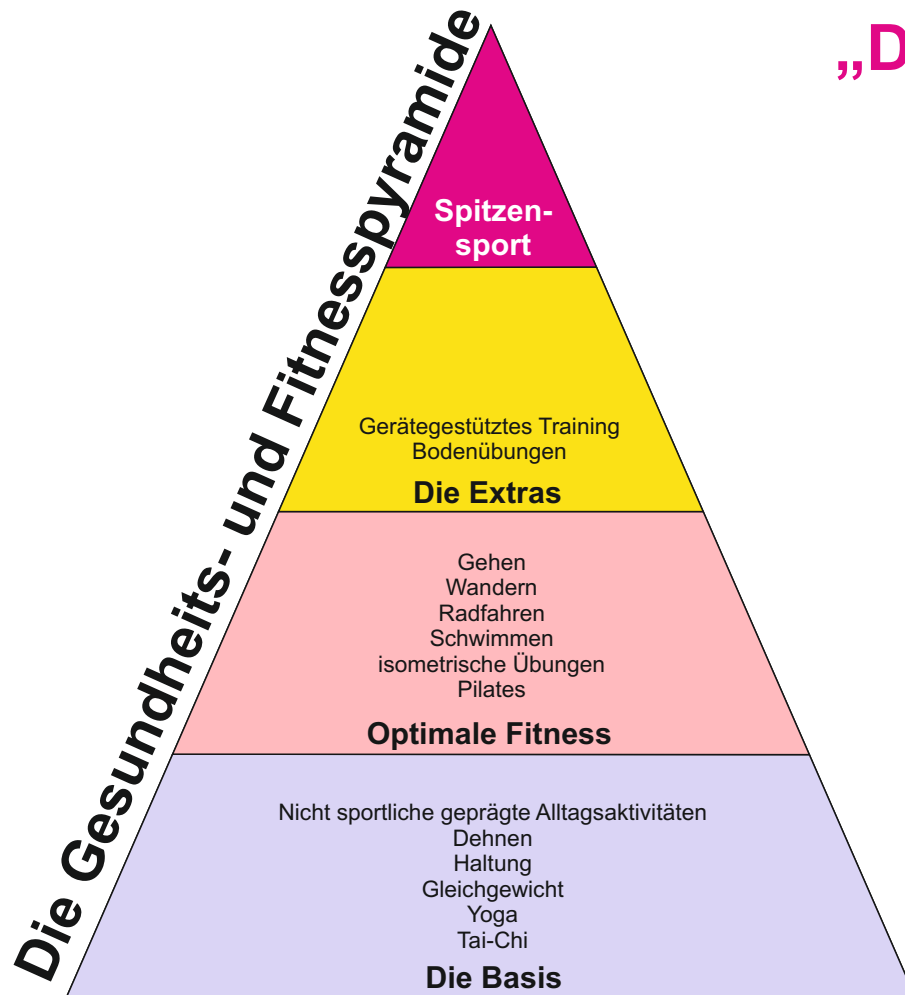 Die Gesundheits- und Fitnesspyramide
„D
Spitzen-
sport
Gerätegestütztes Training
Bodenübungen
Die Extras
Gehen
Wandern
Radfahren
Schwimmen
isometrische Übungen
Pilates
Optimale Fitness
Nicht sportliche geprägte Alltagsaktivitäten
Dehnen
Haltung
Gleichgewicht
Yoga
Tai-Chi
Die Basis